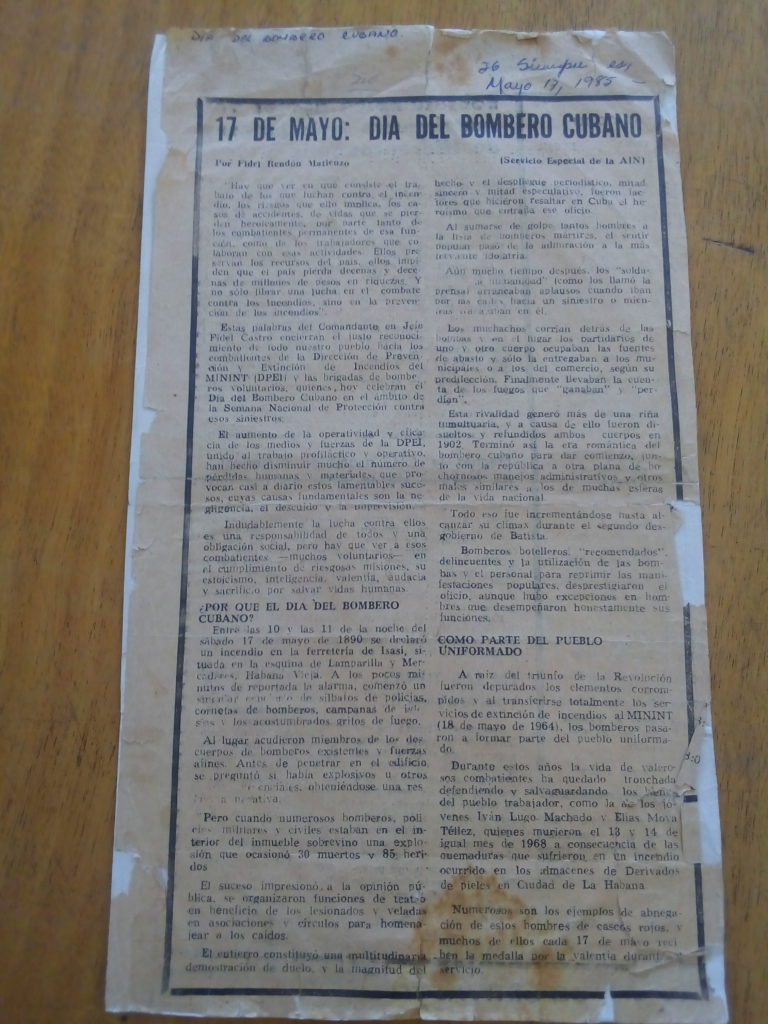 DIA DEL BOMBERO CUBANO.
26
Mayo 17, 1985 -
17 DE MAYO: DIA DEL BOMBERO CUBANO
Por Fidel Rendón Matienzo
(Servicio Especial de la AIN)
"Hay que ver en qué consiste el tra-
bajo de los que luchan contra el incen-
dio, los riesgos que ello implica, los ca-
sos de accidentes, de vidas que se pier-
den heroicamente, por parte tanto de
los combatientes permanentes de esa fun-
ción, como de los trabajadores que co-
laboran con esas actividades. Ellos pre-
servan los recursos del país, ellos impi-
den que el país pierda decenas y dece-
nas de millones de pesos en riquezas. Y
no sólo librar una lucha en el combate
contra los incendios, sino en la preven-
ción de los incendios".
Estas palabras del Comandante en Jefe
Fidel Castro encierran el justo reconoci-
miento de todo nuestro pueblo hacia los
combatientes de la Dirección de Preven-
ción y Extinción de Incendios del
MININT (DPEI) y las brigadas de bombe-
ros voluntarios, quienes, hoy celebran el
Día del Bombero Cubano en el ámbito de
la Semana Nacional de Protección contra
esos siniestros.
El aumento de la operatividad y efica-
cia de los medios y fuerzas de la DPEI,
unido al trabajo profiláctico y operativo,
han hecho disminuir mucho el número de
pérdidas humanas y materiales que pro-
vocan casi a diario estos lamentables suce-
sos, cuyas causas fundamentales son la ne-
gligencia, el descuido y la imprevisión.
Indudablemente la lucha contra ellos
es una responsabilidad de todos y una
obligación social, pero hay que ver a esos
combatientes —muchos voluntarios— en
el cumplimiento de riesgosas misiones, su
estoicismo, inteligencia, valentía, audacia
y sacrificio por salvar vidas humanas.
¿POR QUE EL DIA DEL BOMBERO
CUBANO?
Entre las 10 y las 11 de la noche del
sábado 17 de mayo de 1890 se declaró
un incendio en la ferretería de Isasi, si-
tuada en la esquina de Lamparilla y Mer-
caderes, Habana Vieja. A los pocos mi-
nutos de reportada la alarma, comenzó un
singular de silbatos de policías,
cornetas de bomberos, campanas de igle-
sias y los acostumbrados gritos de fuego.
Al lugar acudieron miembros de los dos
cuerpos de bomberos existentes y fuerzas
afines. Antes de penetrar en el edificio
se preguntó si había explosivos u otros
obteniéndose una res-
negativa.
"Pero cuando numerosos bomberos, poli-
cías, militares y civiles estaban en el in-
terior del inmueble sobrevino una explo-
sión que ocasionó 30 muertos y 85 heri-
dos
El suceso impresionó a la opinión pú-
blica, se organizaron funciones de teatro
en beneficio de los lesionados y veladas
en asociaciones y círculos para homena-
jear a los caídos.
El entierro constituyó una multitudinaria
demostración de duelo, y la magnitud del
hecho y el despliegue periodístico, mitad
sincero y mitad especulativo, fueron fac-
tores que hicieron resaltar en Cuba el he-
roísmo que entraña ese oficio.
Al sumarse de golpe tantos hombres a
la lista de bomberos mártires, el sentir
popular pasó de la admiración a la más
ferviente idolatría.
Aún mucho tiempo después, los "solda-
humanidad" (como los llamó la
prensa) arrancaban aplausos cuando iban
por las calles hacia un siniestro o mien-
tras trabajaban en él.
Los muchachos corrían detrás de las
bombas y en el lugar los partidarios de
uno y otro cuerpo ocupaban las fuentes
de abasto y sólo la entregaban a los mu-
nicipales o a los del comercio, según su
predilección. Finalmente llevaban la cuen-
ta de los fuegos que "ganaban" y "per-
dían".
Esta rivalidad generó más de una riña
tumultuaria, y a causa de ello fueron di-
sueltos y refundidos ambos cuerpos en
1902. Terminó así la era romántica del
bombero cubano para dar comienzo, jun-
to con la república a otra plana de bo-
chornosos manejos administrativos y otros
males similares a los de muchas esferas
de la vida nacional.
Todo eso fue incrementándose hasta al-
canzar su climax durante el segundo des-
gobierno de Batista.
Bomberos botelleros, "recomendados",
delincuentes y la utilización de las bom-
bas y el personal para reprimir las mani-
festaciones populares, desprestigiaron el
oficio, aunque hubo excepciones en hom-
bres que desempeñaron honestamente sus
funciones.
COMO PARTE DEL PUEBLO
UNIFORMADO
A raíz del triunfo de la Revolución
fueron depurados los elementos corrom-
pidos y al transferirse totalmente los ser-
vicios de extinción de incendios al MININT
(18 de mayo de 1964), los bomberos pasa-
ron a formar parte del pueblo uniforma-
do.
Durante estos años la vida de valero-
sos combatientes ha quedado tronchada
defendiendo y salvaguardando los bienes
del pueblo trabajador, como la de los jó-
venes Iván Lugo Machado y Elías Moya
Téllez, quienes murieron el 13 y 14 de
igual mes de 1968 a consecuencia de las
quemaduras que sufrieron en un incendio
ocurrido en los almacenes de Derivados
de pieles en Ciudad de La Habana
Numerosos son los ejemplos de abnega-
ción de estos hombres de cascos rojos, y
muchos de ellos cada 17 de mayo reci-
ben la medalla por la valentía durante el
servicio.